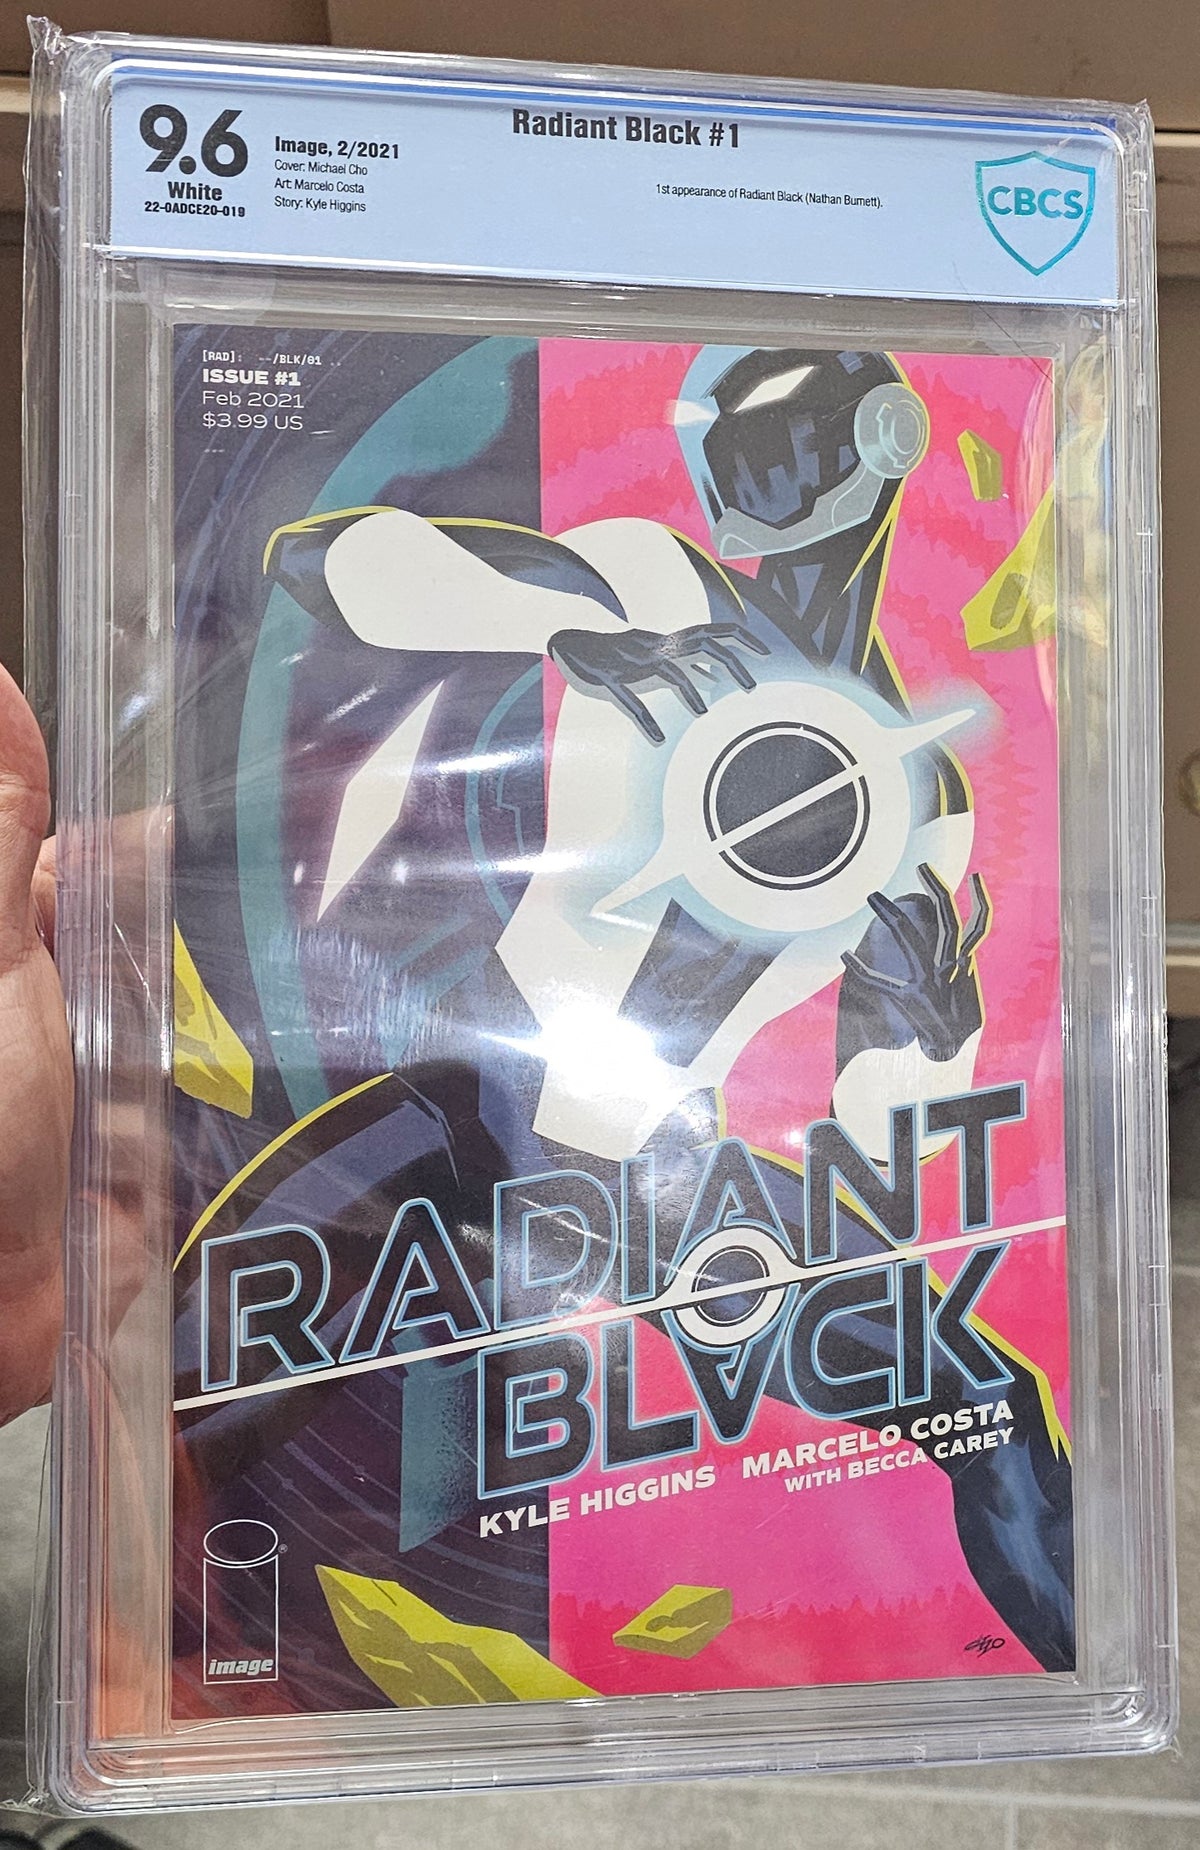 9.6
White
22-0ADCE20-019
Image, 2/2021
Cover: Michael Cho
Art: Marcelo Costa
Story: Kyle Higgins
Radiant Black #1
1st appearance of Radiant Black (Nathan Burnett).
CBCS
[RAD]: --/BLK/01 --
ISSUE #1
Feb 2021
$3.99 US
---
RADIANT
BLACK
™
KYLE HIGGINS MARCELO COSTA
WITH BECCA CAREY
®
image
cho